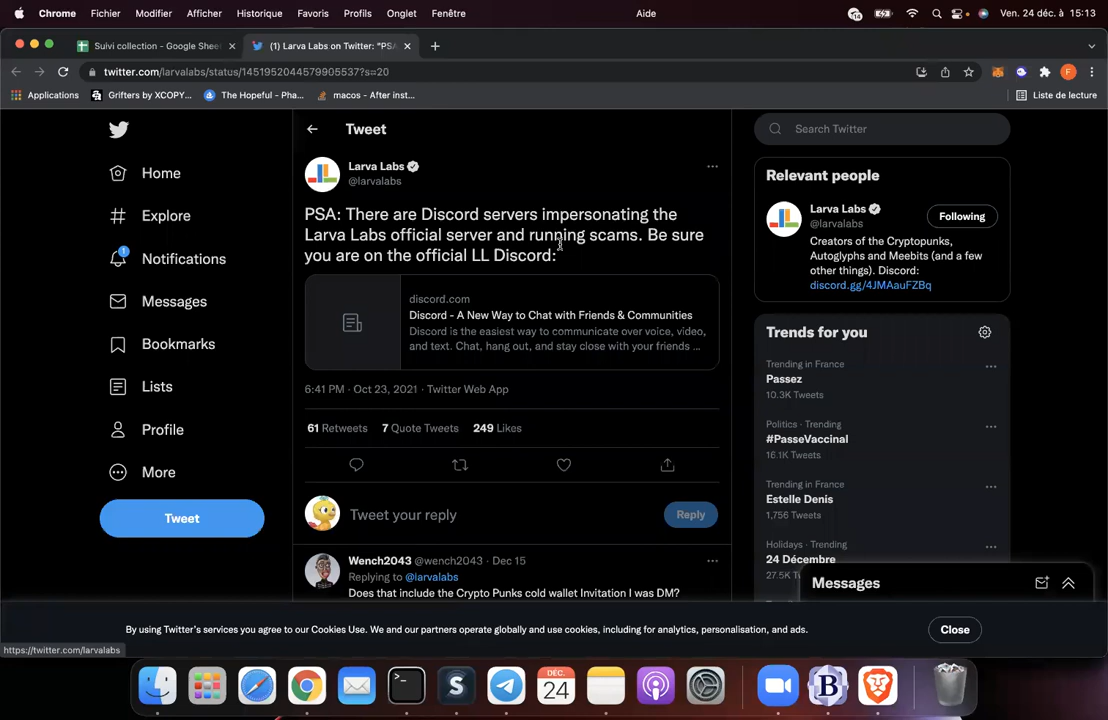 Chrome Fichier Modifier Afficher Historique Favoris Profils Onglet Fenêtre Aide 14 Ven. 24 déc. à 15:13
Suivi collection - Google Shee
(1) Larva Labs on Twitter: "PSA
twitter.com/larvalabs/status/1451952044579905537?s=20
F
Applications Grifters by XCOPY... The Hopeful - Pha... macos - After inst... Liste de lecture
Home
Explore
1
Notifications
Messages
Bookmarks
Lists
Profile
More
Tweet
Tweet
Larva Labs
@larvalabs
PSA: There are Discord servers impersonating the
Larva Labs official server and running scams. Be sure
you are on the official LL Discord:
discord.com
Discord - A New Way to Chat with Friends & Communities
Discord is the easiest way to communicate over voice, video,
and text. Chat, hang out, and stay close with your friends ...
6:41 PM · Oct 23, 2021 · Twitter Web App
61 Retweets 7 Quote Tweets 249 Likes
Tweet your reply
Reply
Wench2043 @wench2043 · Dec 15
Replying to @larvalabs
Does that include the Crypto Punks cold wallet Invitation I was DM?
Search Twitter
Relevant people
Larva Labs
@larvalabs
Following
Creators of the Cryptopunks,
Autoglyphs and Meebits (and a few
other things). Discord:
discord.gg/4JMAauFZBq
Trends for you
Trending in France
Passez
10.3K Tweets
Politics · Trending
#PasseVaccinal
16.1K Tweets
Trending in France
Estelle Denis
1,756 Tweets
Holidays · Trending
24 Décembre
27.5K
Messages
By using Twitter's services you agree to our Cookies Use. We and our partners operate globally and use cookies, including for analytics, personalisation, and ads.
Close
https://twitter.com/larvalabs
DÉC.
24
S
B